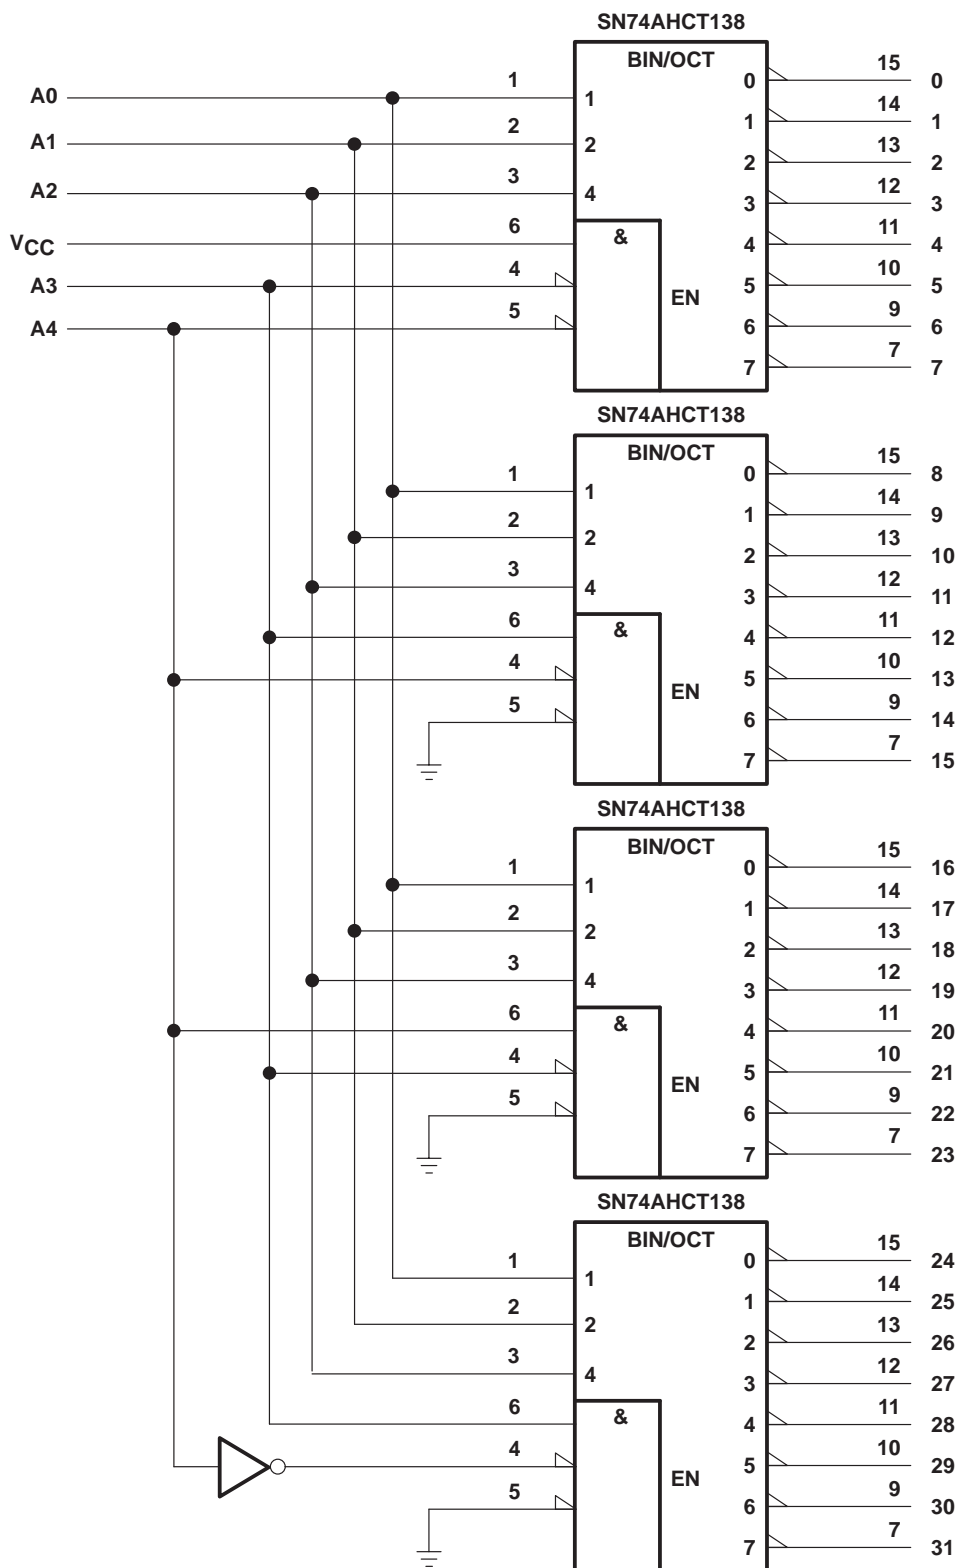 SN74AHCT138
BIN/OCT
A0 1 1 0 15 0
A1 2 2 1 14 1
A2 3 4 2 13 2
3 12 3
VCC 6 & 4 11 4
A3 4 EN 5 10 5
A4 5 6 9 6
7 7 7
SN74AHCT138
BIN/OCT
1 1 0 15 8
2 2 1 14 9
3 4 2 13 10
3 12 11
6 & 4 11 12
4 EN 5 10 13
5 6 9 14
7 7 15
SN74AHCT138
BIN/OCT
1 1 0 15 16
2 2 1 14 17
3 4 2 13 18
3 12 19
6 & 4 11 20
4 EN 5 10 21
5 6 9 22
7 7 23
SN74AHCT138
BIN/OCT
1 1 0 15 24
2 2 1 14 25
3 4 2 13 26
3 12 27
6 & 4 11 28
4 EN 5 10 29
5 6 9 30
7 7 31